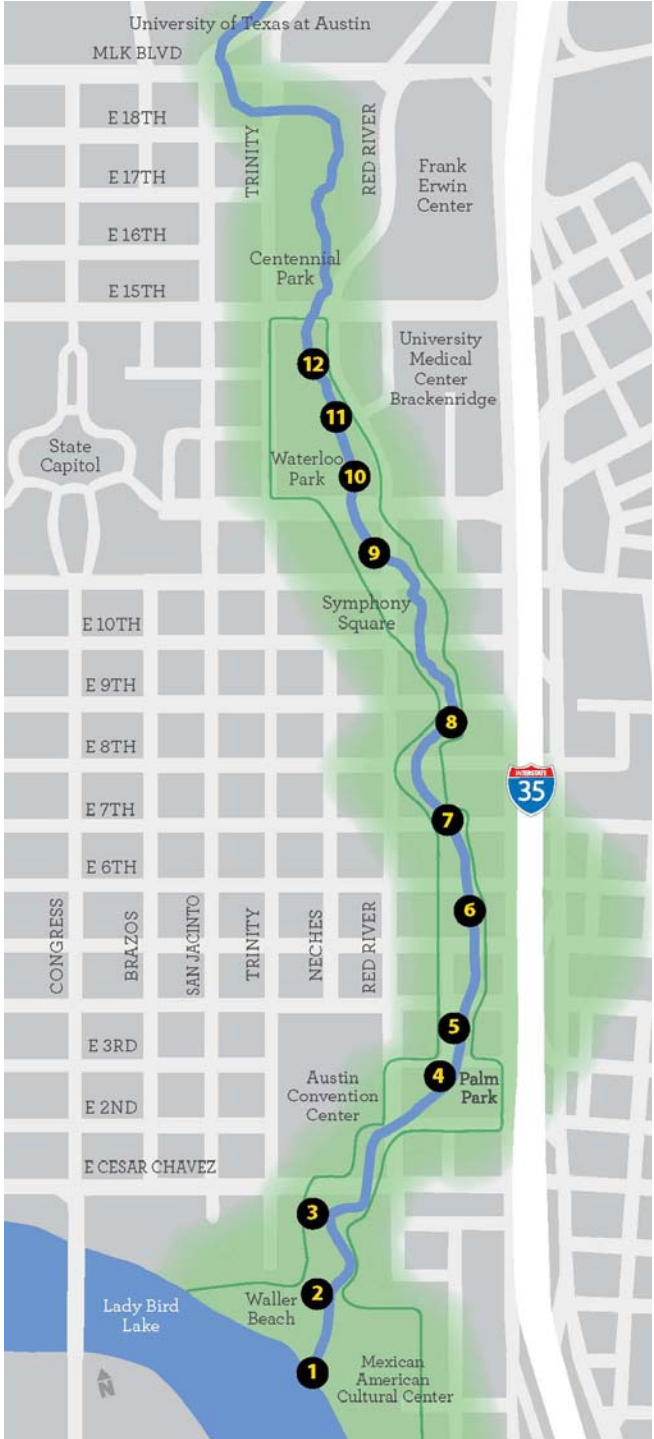 University of Texas at Austin
MLK BLVD
E 18TH
TRINITY
RED RIVER
E 17TH
Frank
Erwin
Center
E 16TH
Centennial
Park
E 15TH
12
University
Medical
Center
Brackenridge
11
State
Capitol
Waterloo
Park
10
9
Symphony
Square
E 10TH
E 9TH
8
E 8TH
INTERSTATE
35
E 7TH
7
E 6TH
6
CONGRESS
BRAZOS
SAN JACINTO
TRINITY
NECHES
RED RIVER
5
E 3RD
4
Palm
Park
Austin
Convention
Center
E 2ND
E CESAR CHAVEZ
3
2
Waller
Beach
Lady Bird
Lake
1
Mexican
American
Cultural Center
N